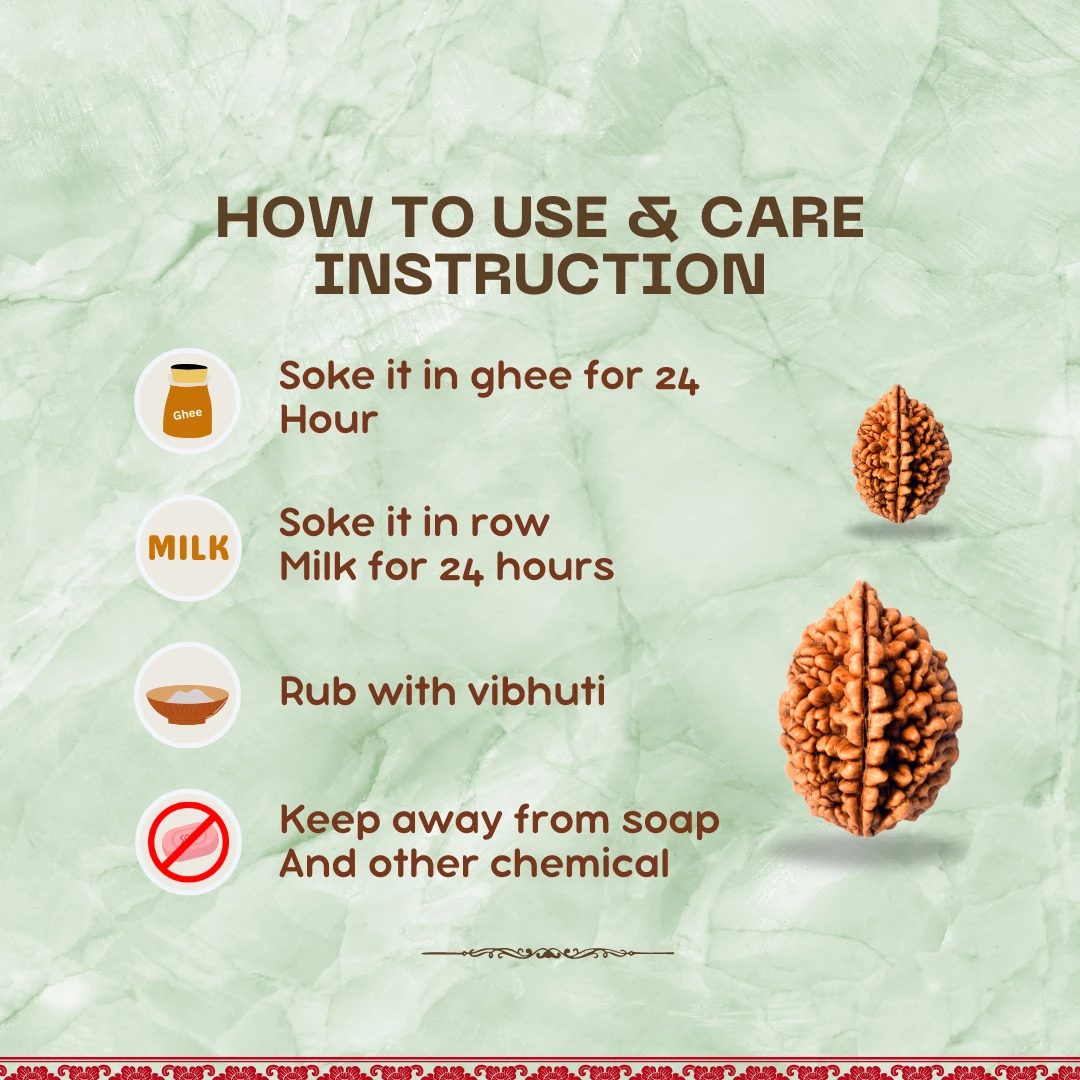 HOW TO USE & CARE
INSTRUCTION
Ghee
Soke it in ghee for 24
Hour
MILK
Soke it in row
Milk for 24 hours
Rub with vibhuti
Keep away from soap
And other chemical